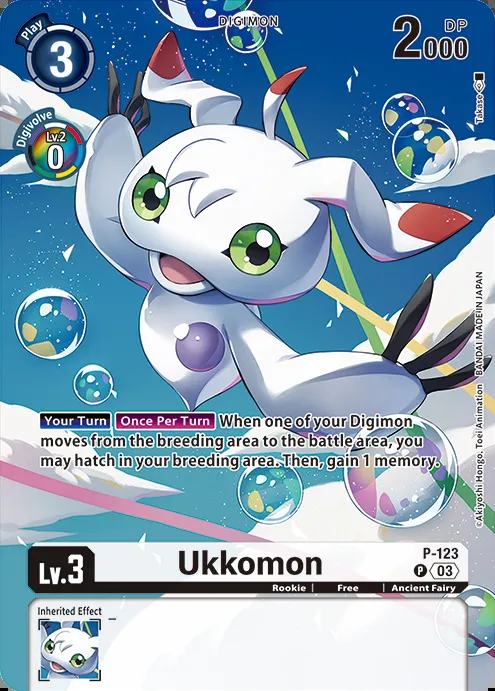 DIGIMON
Play
3
DP
2000
Digivolve
Lv.2
0
Takase
©Akiyoshi Hongo, Toei Animation BANDAI MADE IN JAPAN
Your Turn Once Per Turn When one of your Digimon
moves from the breeding area to the battle area, you
may hatch in your breeding area. Then, gain 1 memory.
P-123
Lv.3 Ukkomon P 03
Rookie | Free | Ancient Fairy
Inherited Effect
—